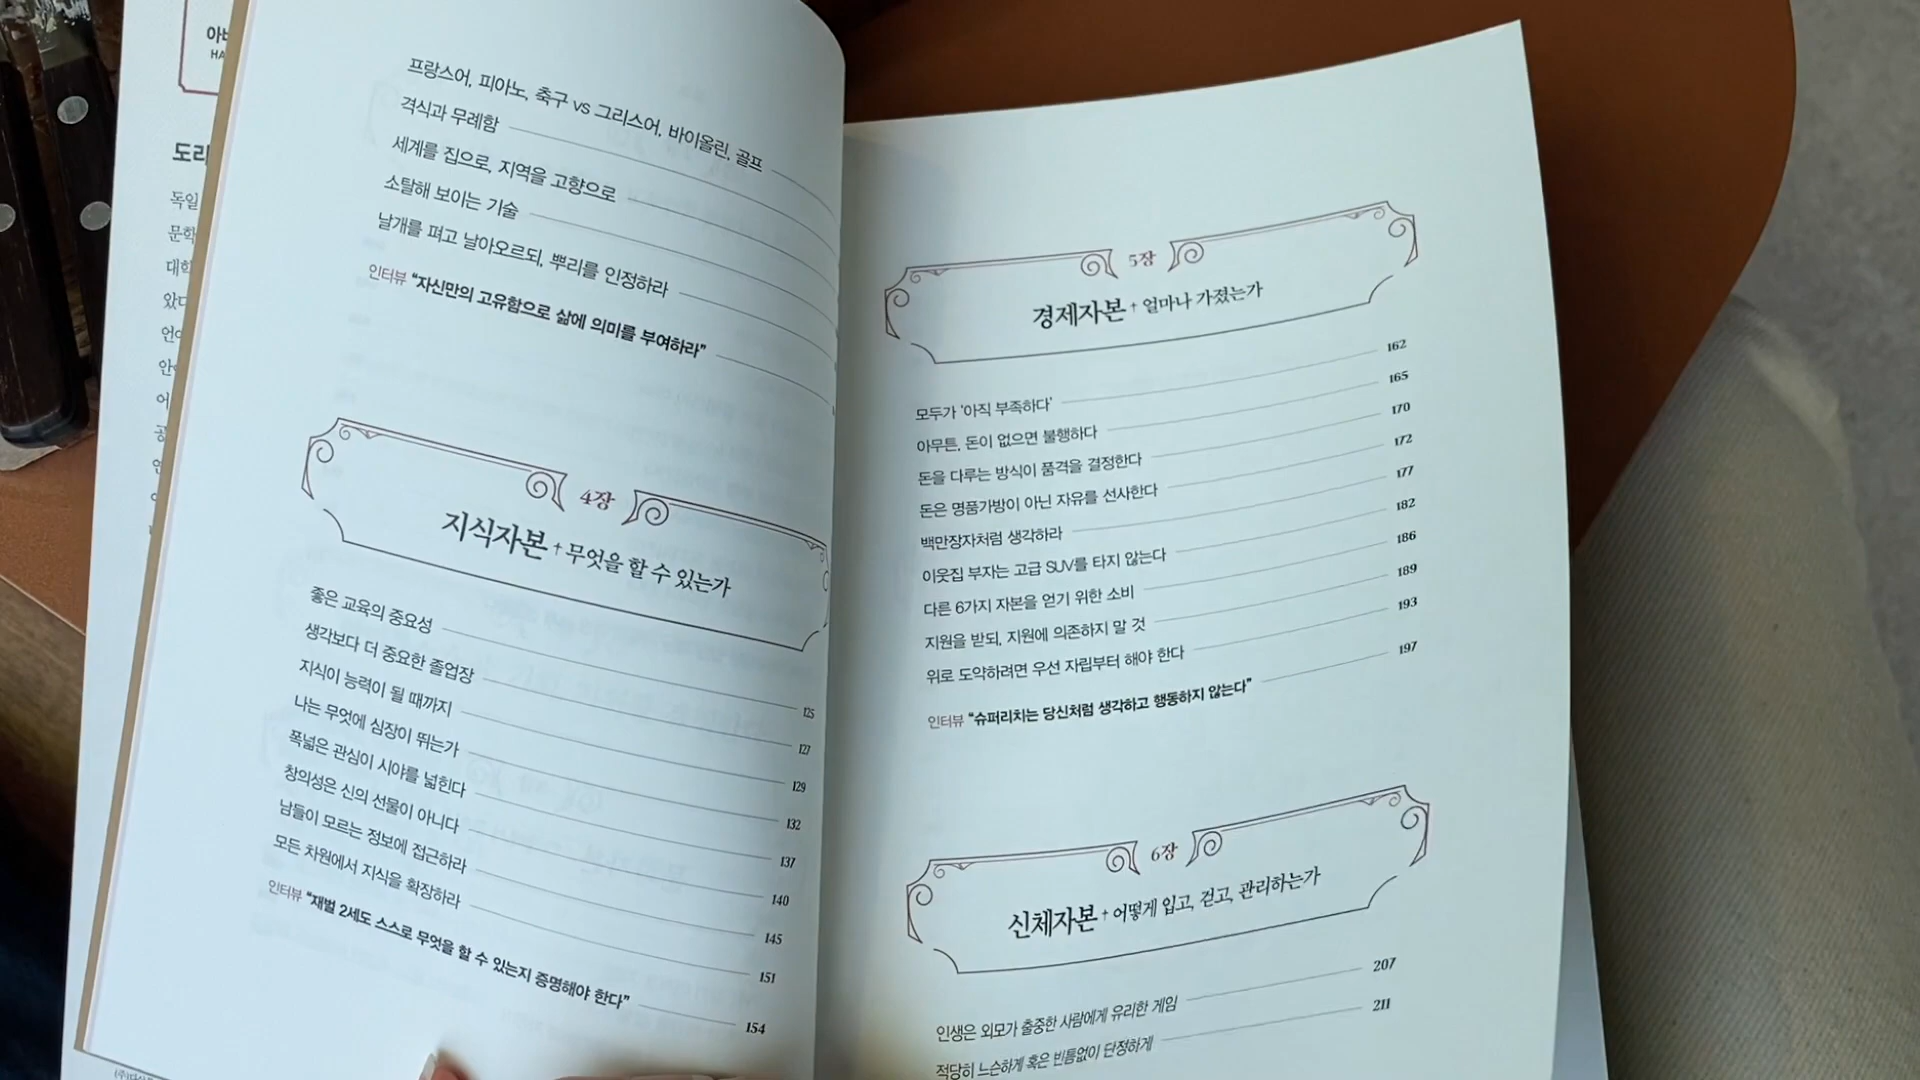 프랑스어, 피아노, 축구 vs 그리스어, 바이올린, 골프
격식과 무례함
세계를 집으로, 지역을 고향으로
소탈해 보이는 기술
날개를 펴고 날아오르되, 뿌리를 인정하라
인터뷰 “자신만의 고유함으로 삶에 의미를 부여하라”
4장
지식자본 † 무엇을 할 수 있는가
좋은 교육의 중요성 125
생각보다 더 중요한 졸업장 127
지식이 능력이 될 때까지 129
나는 무엇에 심장이 뛰는가 132
폭넓은 관심이 시야를 넓힌다 137
창의성은 신의 선물이 아니다 140
남들이 모르는 정보에 접근하라 145
모든 차원에서 지식을 확장하라 151
인터뷰 “재벌 2세도 스스로 무엇을 할 수 있는지 증명해야 한다” 154
5장
경제자본 † 얼마나 가졌는가
모두가 ‘아직 부족하다’ 162
아무튼, 돈이 없으면 불행하다 165
돈을 다루는 방식이 품격을 결정한다 170
돈은 명품가방이 아닌 자유를 선사한다 172
백만장자처럼 생각하라 177
이웃집 부자는 고급 SUV를 타지 않는다 182
다른 6가지 자본을 얻기 위한 소비 186
지원을 받되, 지원에 의존하지 말 것 189
위로 도약하려면 우선 자립부터 해야 한다 193
인터뷰 “슈퍼리치는 당신처럼 생각하고 행동하지 않는다” 197
6장
신체자본 † 어떻게 입고, 걷고, 관리하는가
인생은 외모가 출중한 사람에게 유리한 게임 207
적당히 느슨하게 혹은 빈틈없이 단정하게 211
도리
독일
문학
대학
왔다